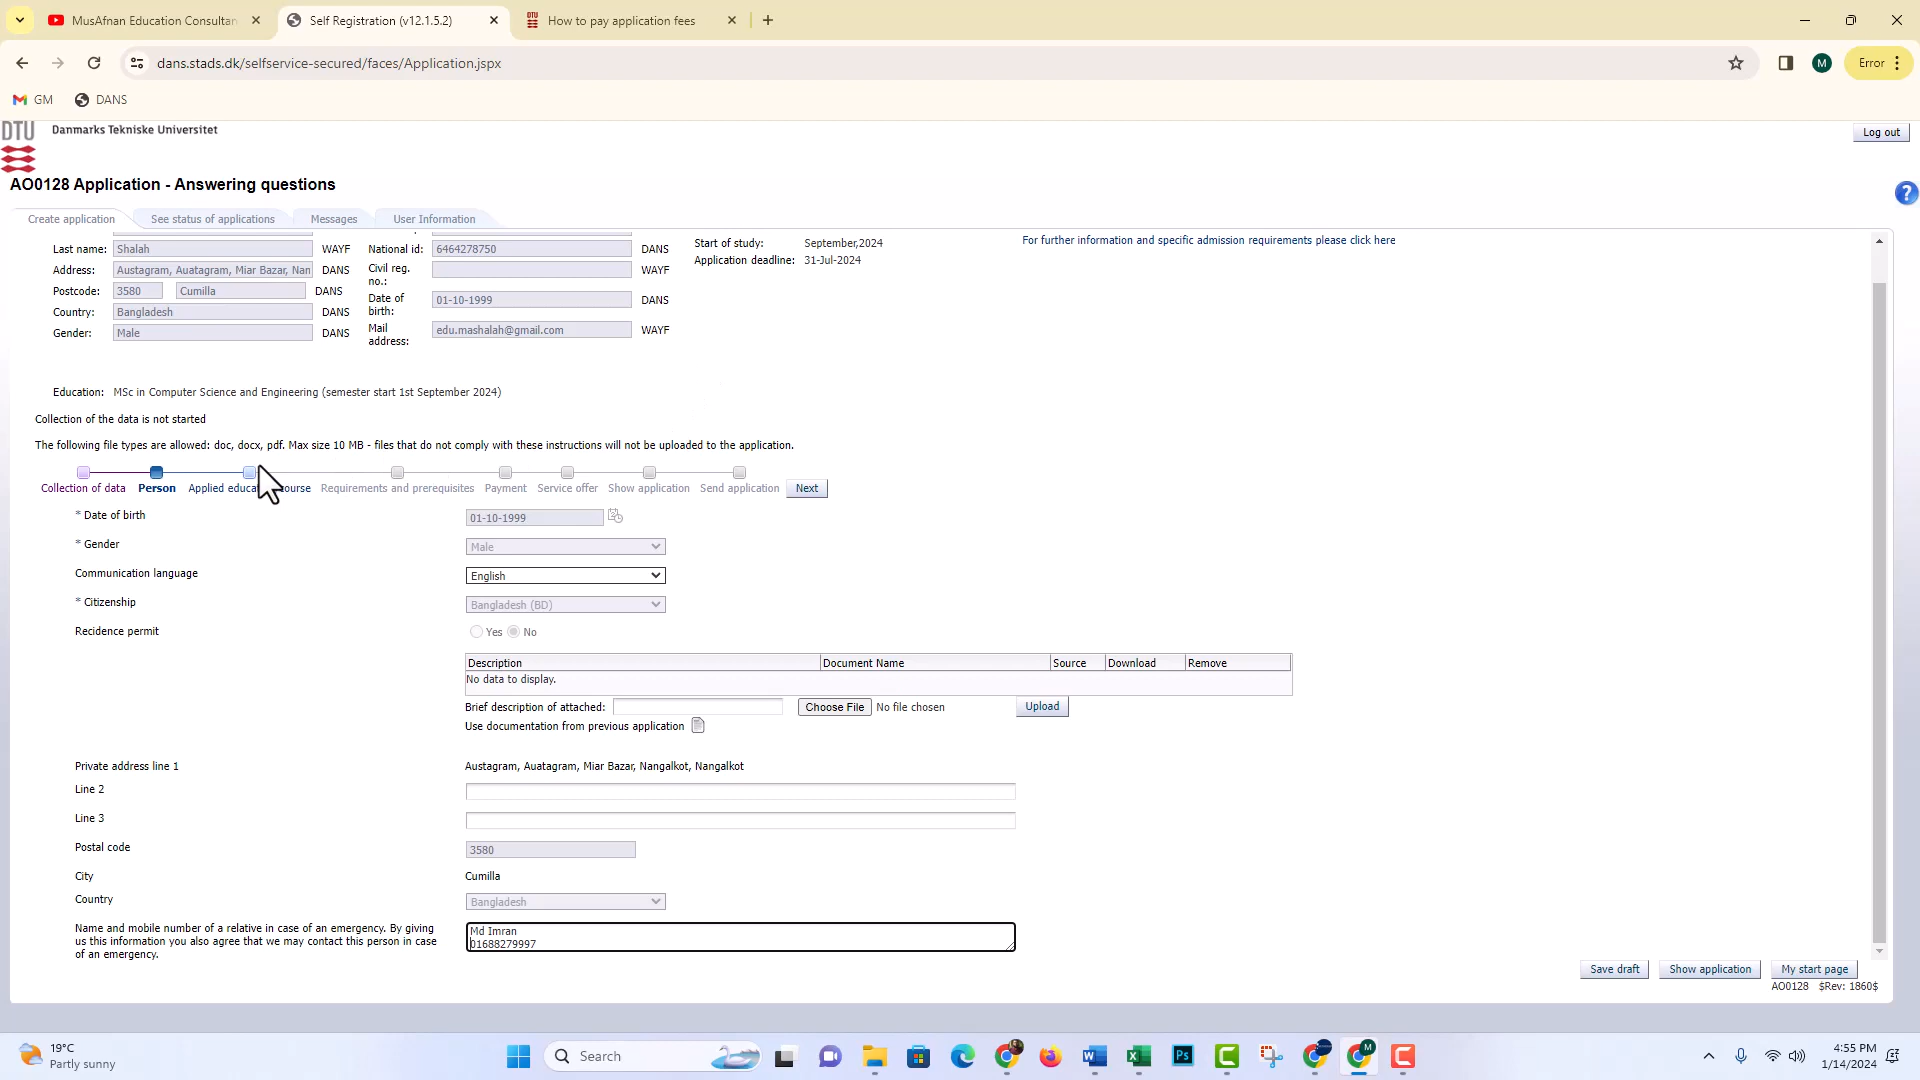 MusAfnan Education Consultan
Self Registration (v12.1.5.2)
DTU
How to pay application fees
dans.stads.dk/selfservice-secured/faces/Application.jspx
M
Error
GM
DANS
DTU
Danmarks Tekniske Universitet
Log out
AO0128 Application - Answering questions
?
Create application
See status of applications
Messages
User Information
Last name: Shalah WAYF National id: 6464278750 DANS
Start of study: September,2024
For further information and specific admission requirements please click here
Address: Austagram, Auatagram, Miar Bazar, Nan DANS Civil reg. no.: WAYF
Application deadline: 31-Jul-2024
Postcode: 3580 Cumilla DANS Date of birth: 01-10-1999 DANS
Country: Bangladesh DANS
Gender: Male DANS Mail address: edu.mashalah@gmail.com WAYF
Education: MSc in Computer Science and Engineering (semester start 1st September 2024)
Collection of the data is not started
The following file types are allowed: doc, docx, pdf. Max size 10 MB - files that do not comply with these instructions will not be uploaded to the application.
Collection of data Person Applied educat ourse Requirements and prerequisites Payment Service offer Show application Send application Next
* Date of birth 01-10-1999
* Gender Male
Communication language English
* Citizenship Bangladesh (BD)
Recidence permit Yes No
Description Document Name Source Download Remove
No data to display.
Brief description of attached: Choose File No file chosen Upload
Use documentation from previous application
Private address line 1 Austagram, Auatagram, Miar Bazar, Nangalkot, Nangalkot
Line 2
Line 3
Postal code 3580
City Cumilla
Country Bangladesh
Name and mobile number of a relative in case of an emergency. By giving
us this information you also agree that we may contact this person in case
of an emergency.
Md Imran
01688279997
Save draft Show application My start page
AO0128 $Rev: 1860$
19°C
Partly sunny
Search
Ps
M
4:55 PM
1/14/2024